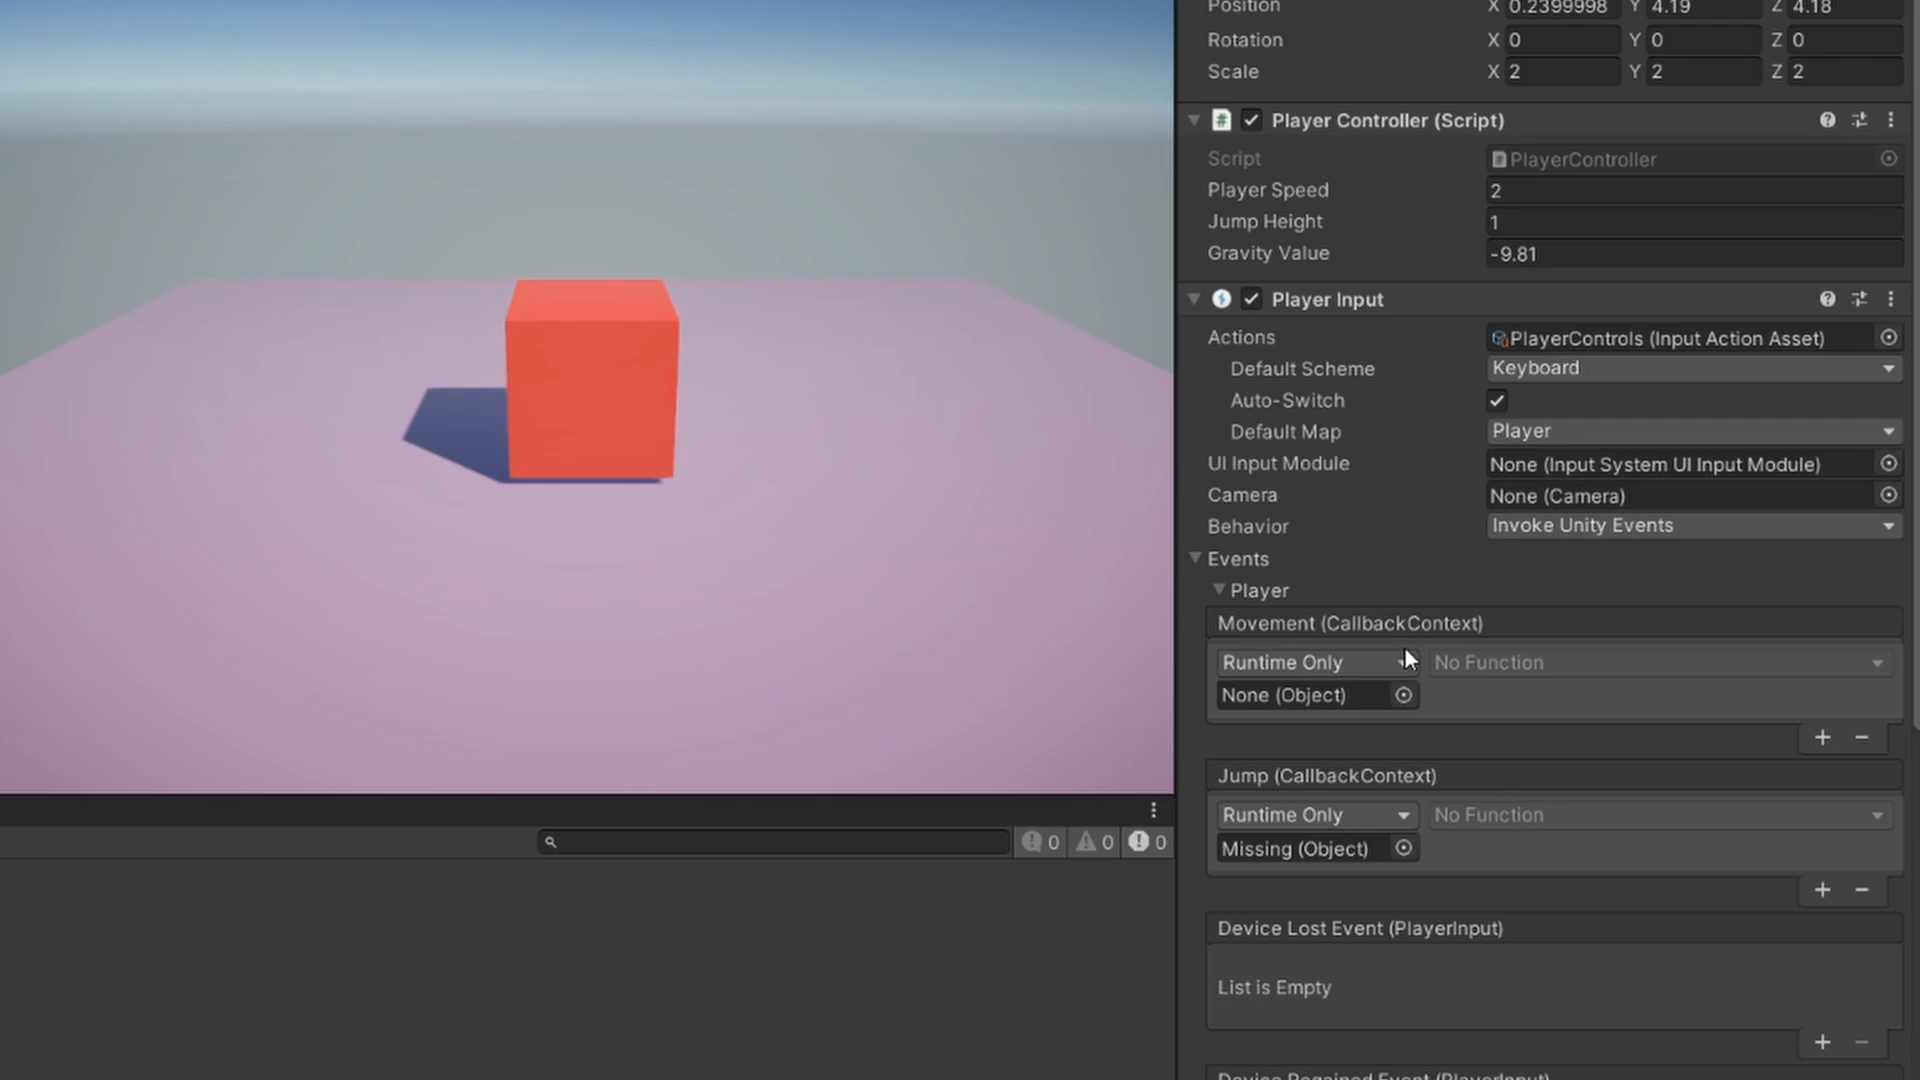 Position X 0.2399998 Y 4.19 Z 4.18
Rotation X 0 Y 0 Z 0
Scale X 2 Y 2 Z 2
# Player Controller (Script)
Script PlayerController
Player Speed 2
Jump Height 1
Gravity Value -9.81
Player Input
Actions PlayerControls (Input Action Asset)
Default Scheme Keyboard
Auto-Switch
Default Map Player
UI Input Module None (Input System UI Input Module)
Camera None (Camera)
Behavior Invoke Unity Events
Events
Player
Movement (CallbackContext)
Runtime Only No Function
None (Object)
+ −
Jump (CallbackContext)
Runtime Only No Function
Missing (Object)
+ −
Device Lost Event (PlayerInput)
List is Empty
+ −
Device Regained Event (PlayerInput)
0 0 0